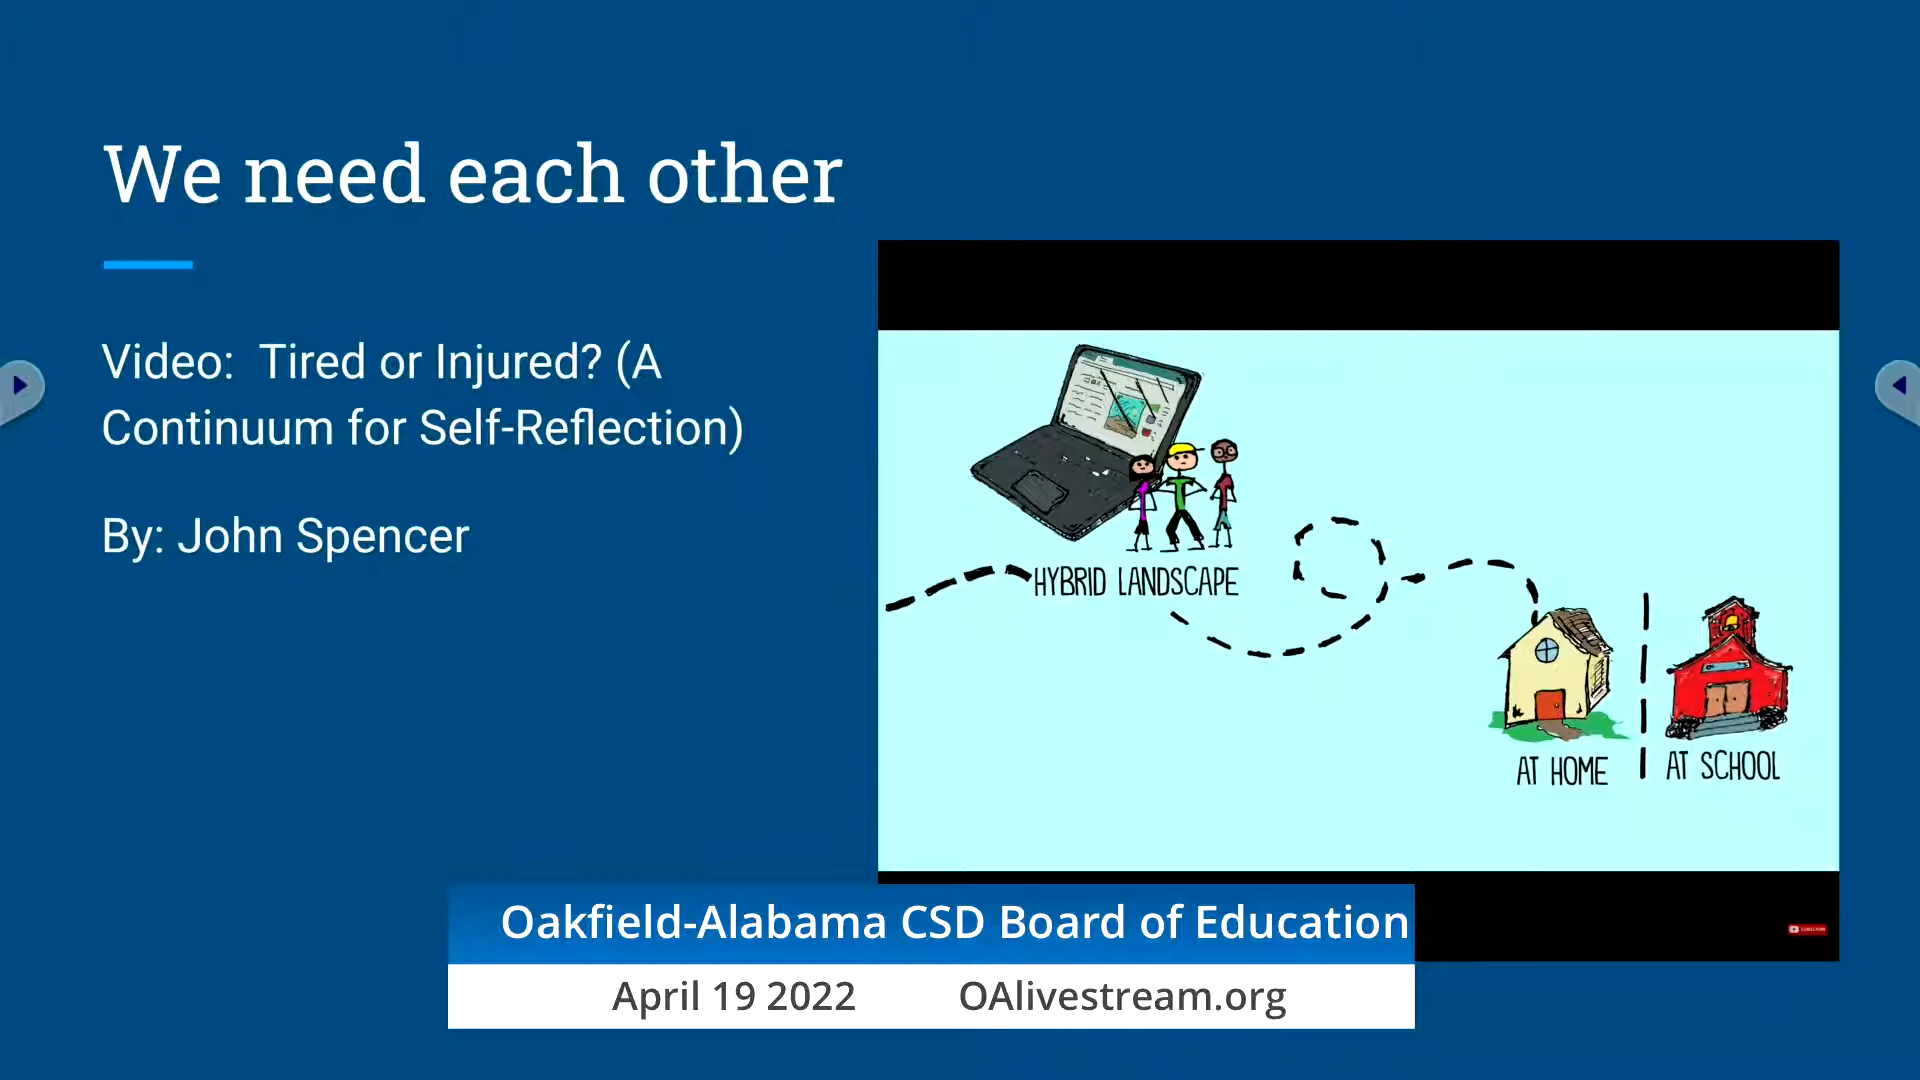 We need each other
Video: Tired or Injured? (A
Continuum for Self-Reflection)
By: John Spencer
HYBRID LANDSCAPE
AT HOME
AT SCHOOL
SUBSCRIBE
Oakfield-Alabama CSD Board of Education
April 19 2022 OAlivestream.org